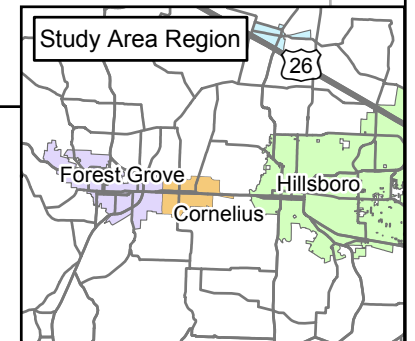 Study Area Region
26
Forest Grove
Hillsboro
Cornelius